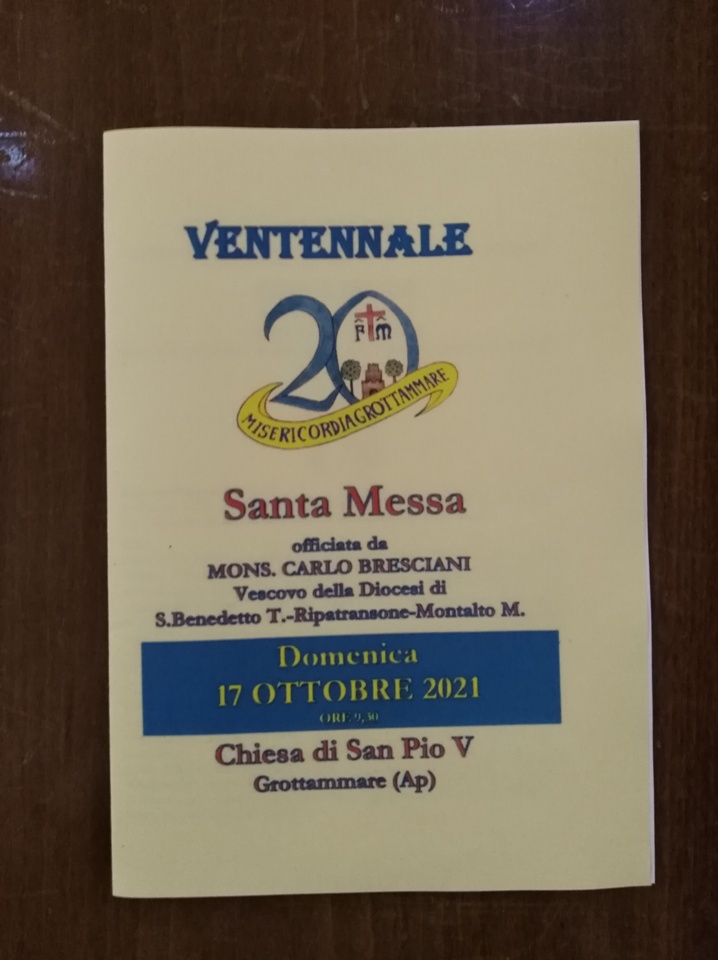 VENTENNALE
20
F M
MISERICORDIAGROTTAMMARE
Santa Messa
officiata da
MONS. CARLO BRESCIANI
Vescovo della Diocesi di
S.Benedetto T.-Ripatransone-Montalto M.
Domenica
17 OTTOBRE 2021
ORE 9,30
Chiesa di San Pio V
Grottammare (Ap)